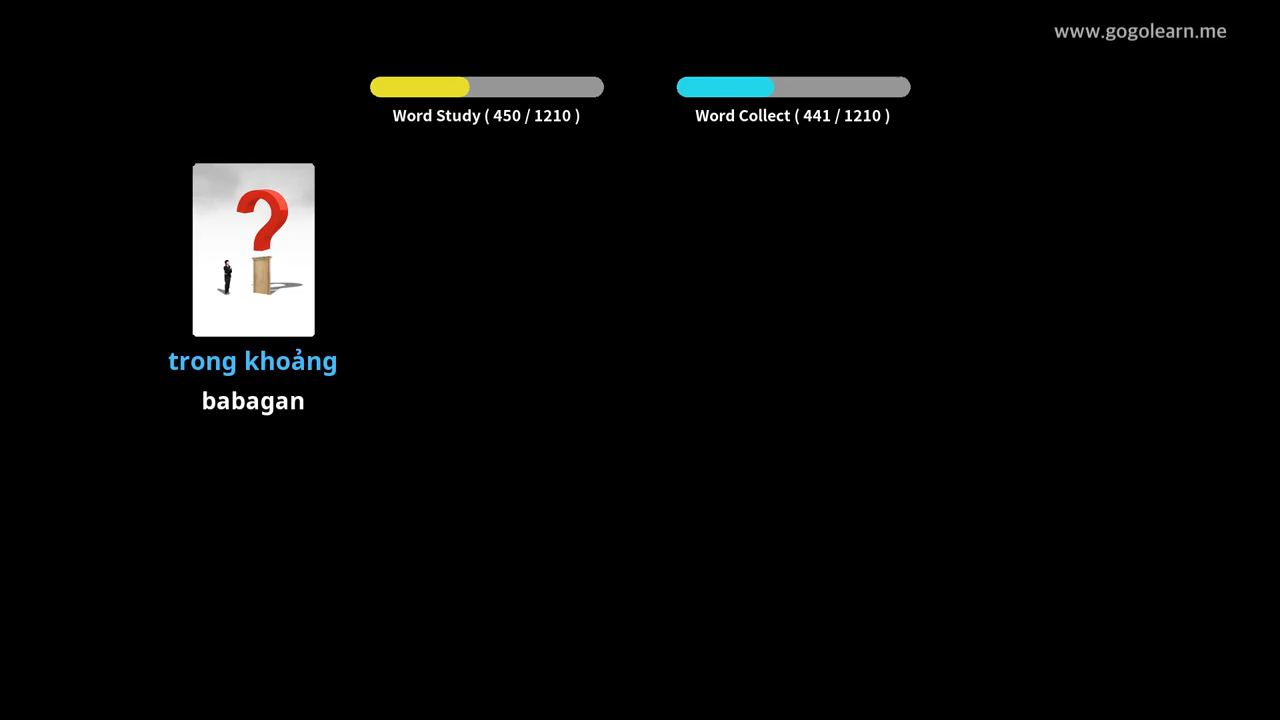 www.gogolearn.me
Word Study ( 450 / 1210 )
Word Collect ( 441 / 1210 )
trong khoảng
babagan